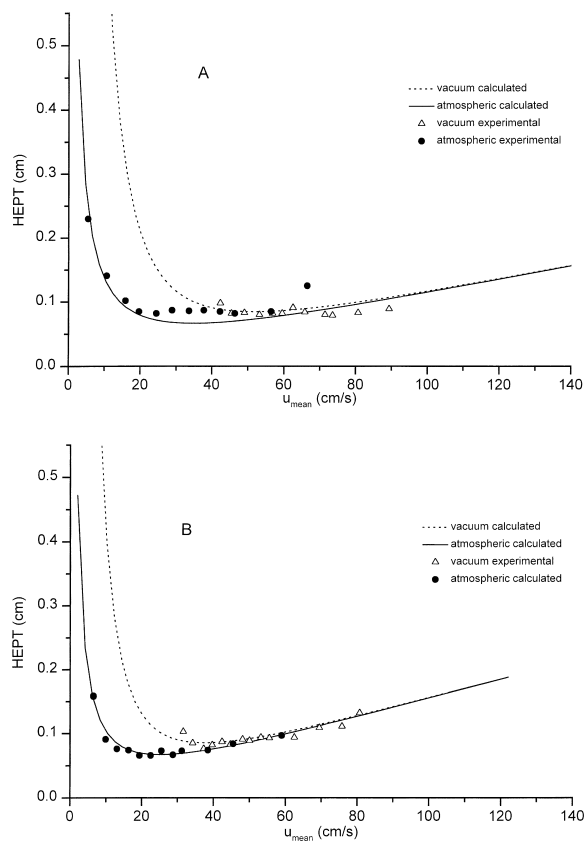 0.5
A
vacuum calculated
atmospheric calculated
0.4
vacuum experimental
atmospheric experimental
HEPT (cm)
0.3
0.2
0.1
0.0
0 20 40 60 80 100 120 140
u_mean (cm/s)
0.5
B
vacuum calculated
0.4
atmospheric calculated
vacuum experimental
atmospheric calculated
HEPT (cm)
0.3
0.2
0.1
0.0
0 20 40 60 80 100 120 140
u_mean (cm/s)